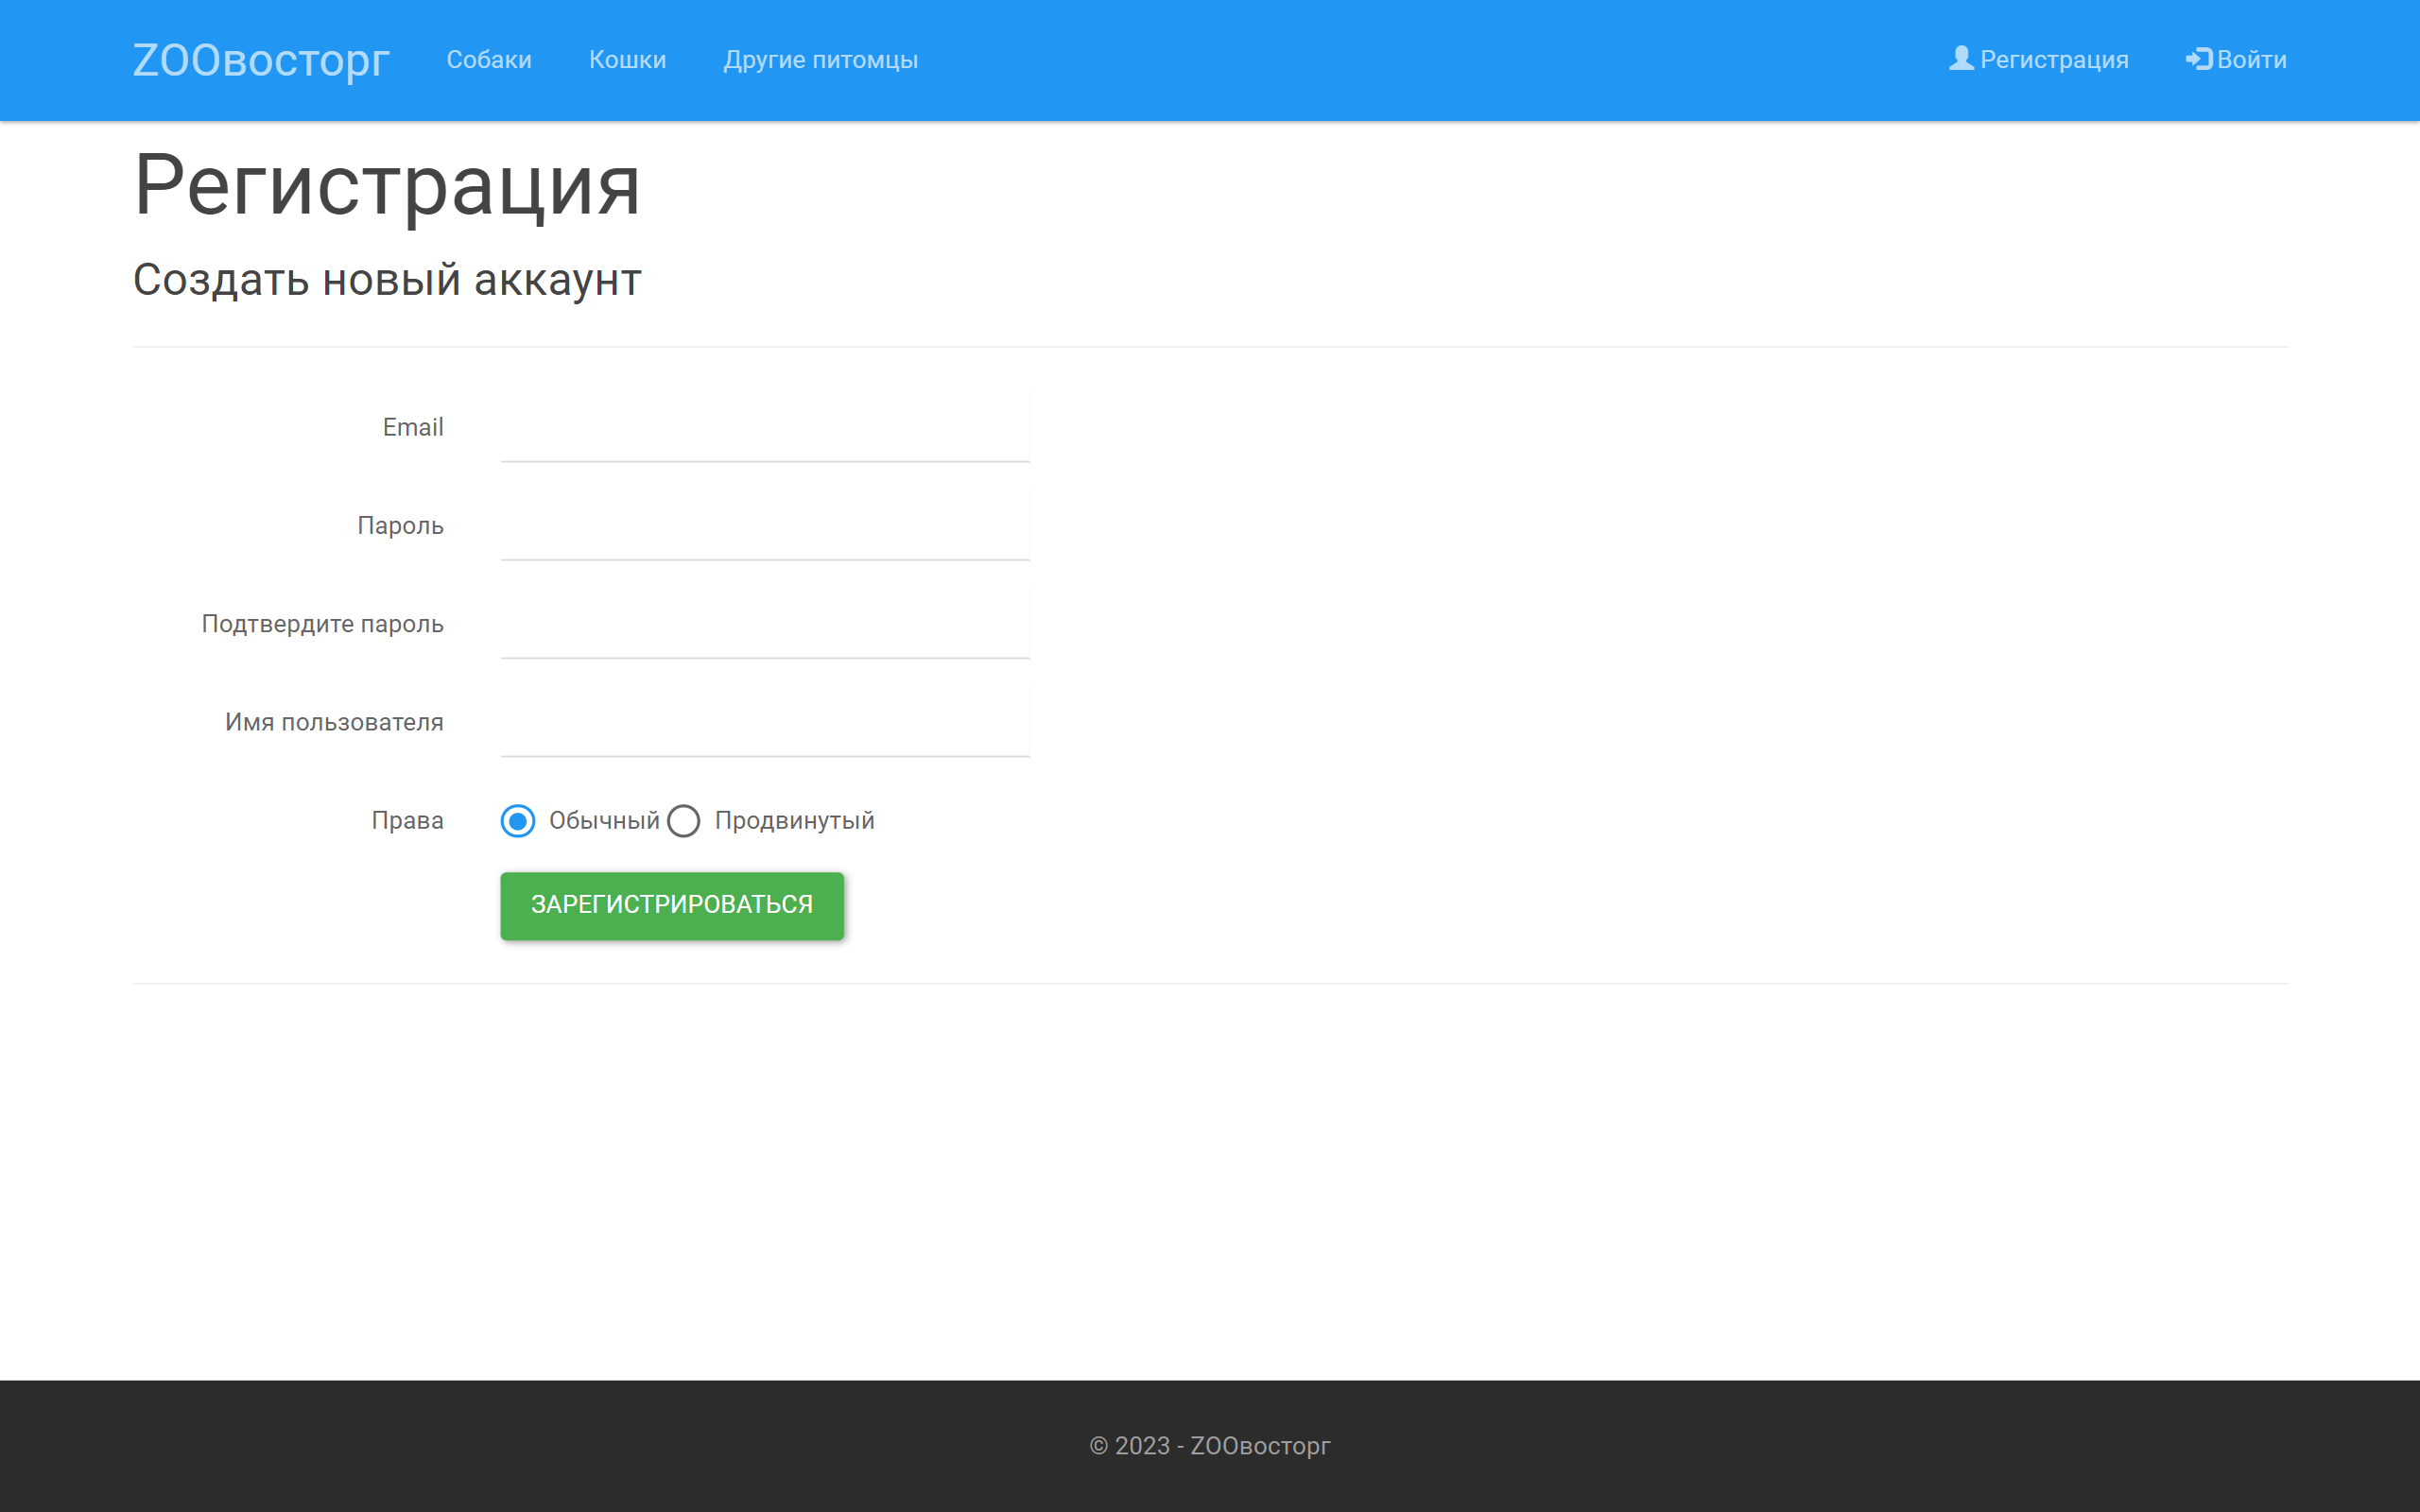 ZOOвосторг Собаки Кошки Другие питомцы Регистрация Войти
Регистрация
Создать новый аккаунт
Email
Пароль
Подтвердите пароль
Имя пользователя
Права Обычный Продвинутый
ЗАРЕГИСТРИРОВАТЬСЯ
© 2023 - ZOOвосторг